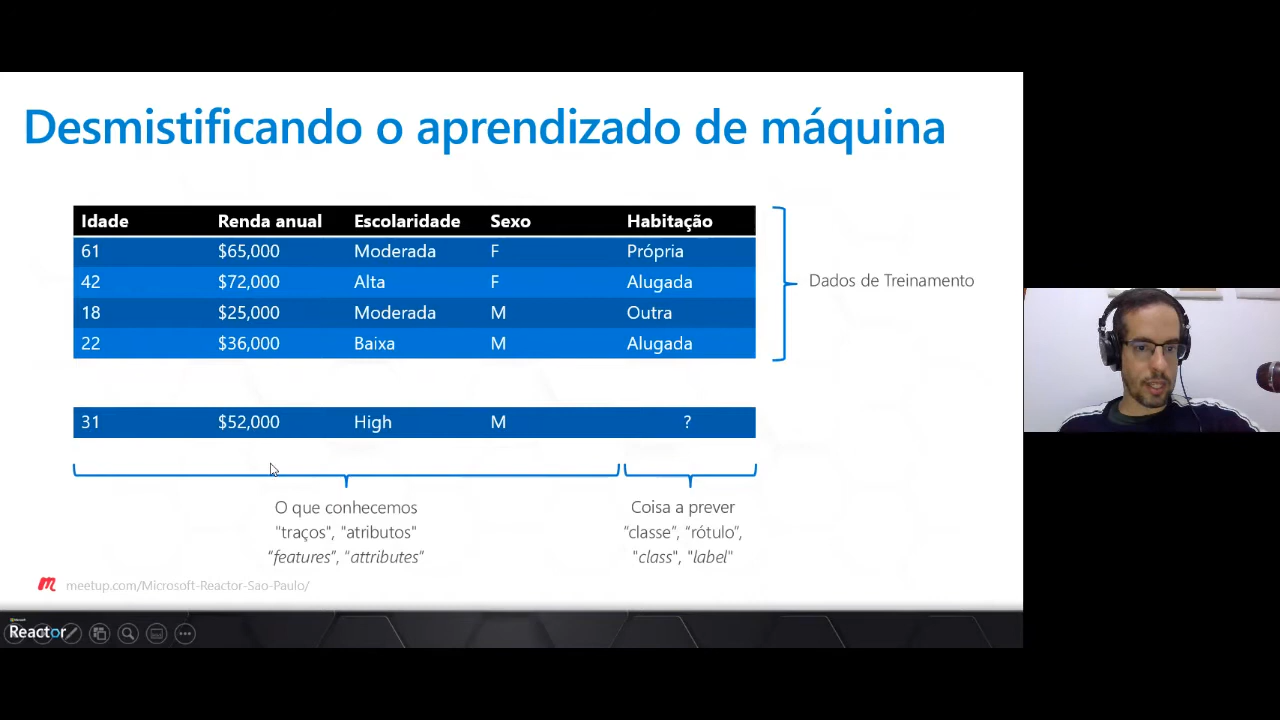 Desmistificando o aprendizado de máquina
Idade Renda anual Escolaridade Sexo Habitação
61 $65,000 Moderada F Própria
42 $72,000 Alta F Alugada
18 $25,000 Moderada M Outra
22 $36,000 Baixa M Alugada
Dados de Treinamento
31 $52,000 High M ?
O que conhecemos
"traços", "atributos"
"features", "attributes"
Coisa a prever
"classe", "rótulo",
"class", "label"
meetup.com/Microsoft-Reactor-Sao-Paulo/
Reactor